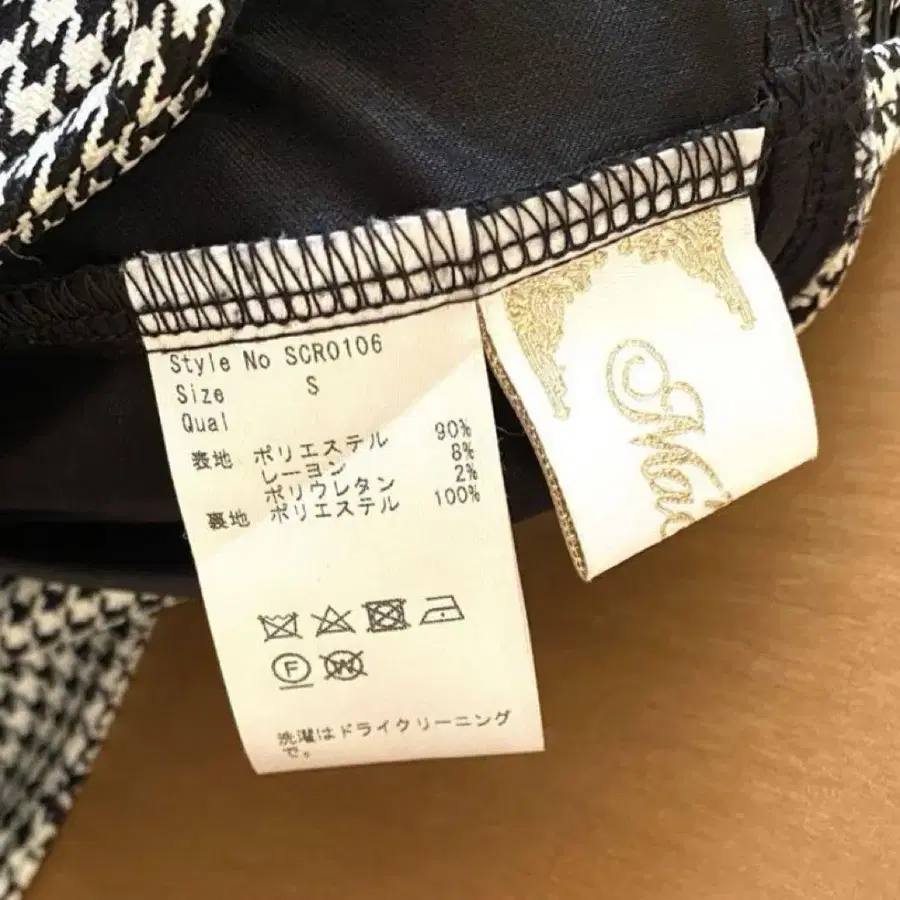 Style No SCR0106
Size S
Qual
表地 ポリエステル 90%
レーヨン 8%
ポリウレタン 2%
裏地 ポリエステル 100%
F
W
洗濯はドライクリーニング
で。